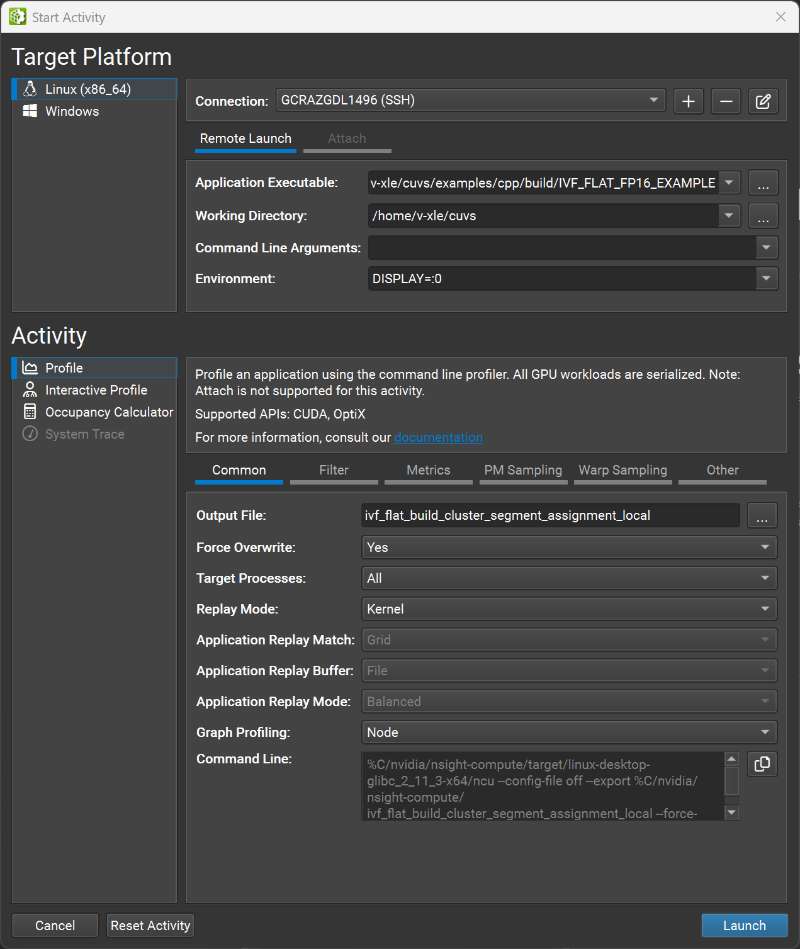 Start Activity
Target Platform
Linux (x86_64)
Windows
Connection: GCRAZGDL1496 (SSH)
Remote Launch Attach
Application Executable: v-xle/cuvs/examples/cpp/build/IVF_FLAT_FP16_EXAMPLE ...
Working Directory: /home/v-xle/cuvs ...
Command Line Arguments:
Environment: DISPLAY=:0
Activity
Profile
Interactive Profile
Occupancy Calculator
System Trace
Profile an application using the command line profiler. All GPU workloads are serialized. Note:
Attach is not supported for this activity.
Supported APIs: CUDA, OptiX
For more information, consult our documentation
Common Filter Metrics PM Sampling Warp Sampling Other
Output File: ivf_flat_build_cluster_segment_assignment_local ...
Force Overwrite: Yes
Target Processes: All
Replay Mode: Kernel
Application Replay Match: Grid
Application Replay Buffer: File
Application Replay Mode: Balanced
Graph Profiling: Node
Command Line: %C/nvidia/nsight-compute/target/linux-desktop-
glibc_2_11_3-x64/ncu --config-file off --export %C/nvidia/
nsight-compute/
ivf_flat_build_cluster_segment_assignment_local --force-
Cancel Reset Activity Launch